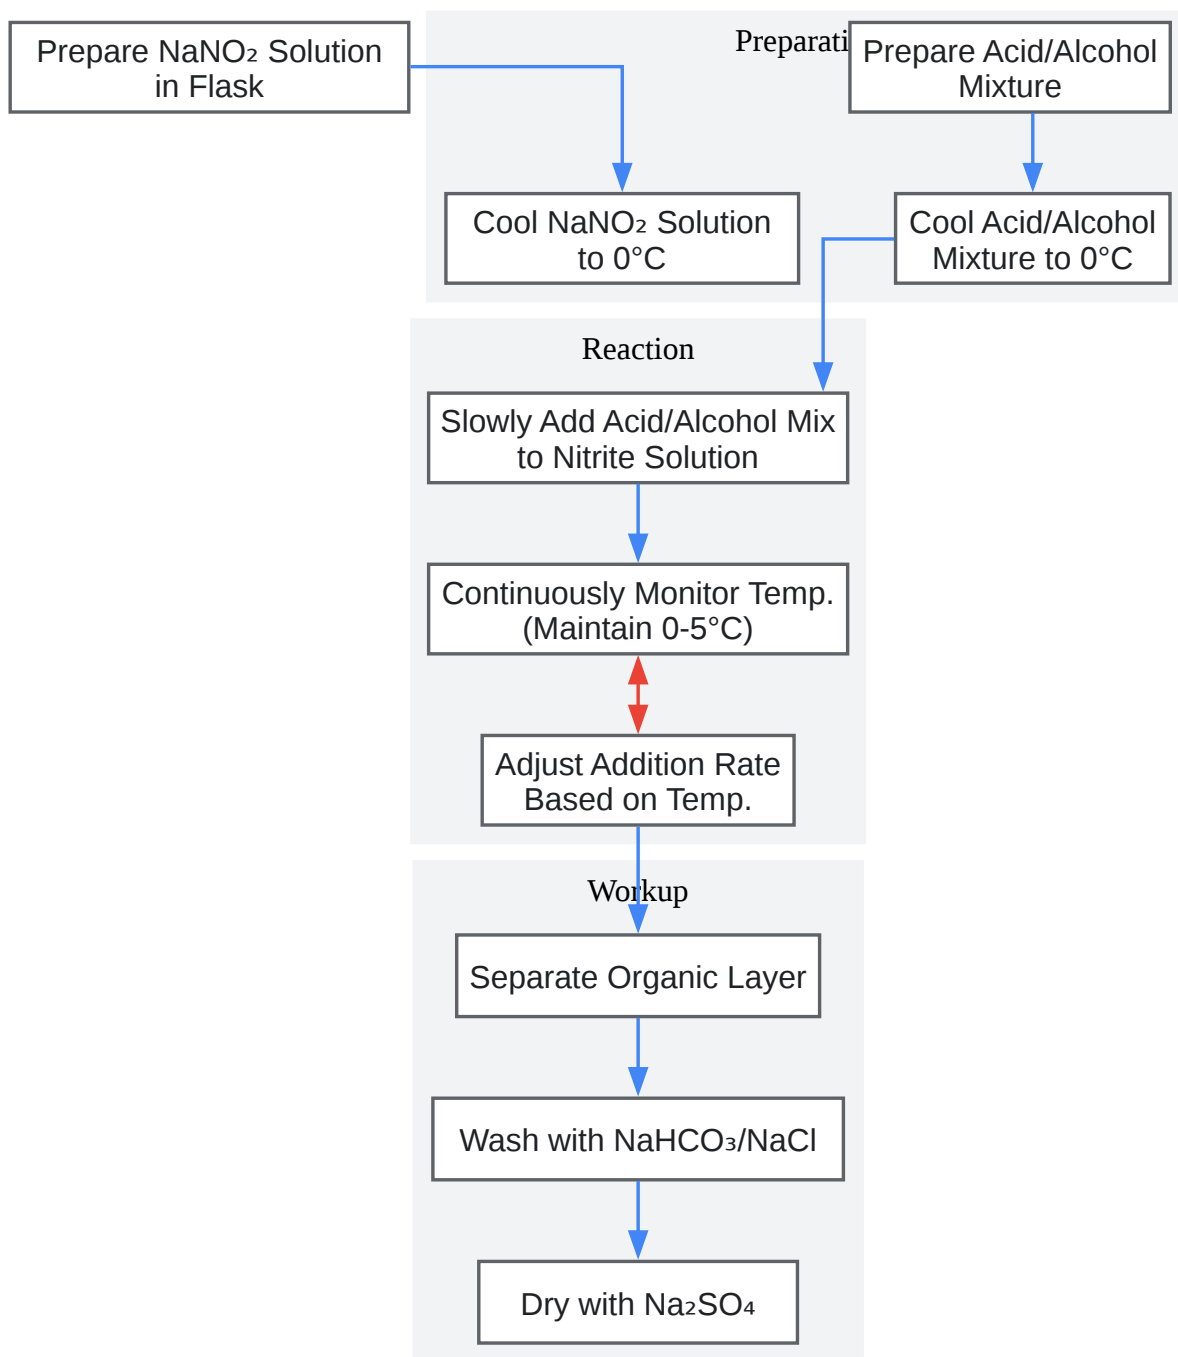 Prepare NaNO₂ Solution
in Flask
Preparati
Prepare Acid/Alcohol
Mixture
Cool NaNO₂ Solution
to 0°C
Cool Acid/Alcohol
Mixture to 0°C
Reaction
Slowly Add Acid/Alcohol Mix
to Nitrite Solution
Continuously Monitor Temp.
(Maintain 0-5°C)
Adjust Addition Rate
Based on Temp.
Workup
Separate Organic Layer
Wash with NaHCO₃/NaCl
Dry with Na₂SO₄